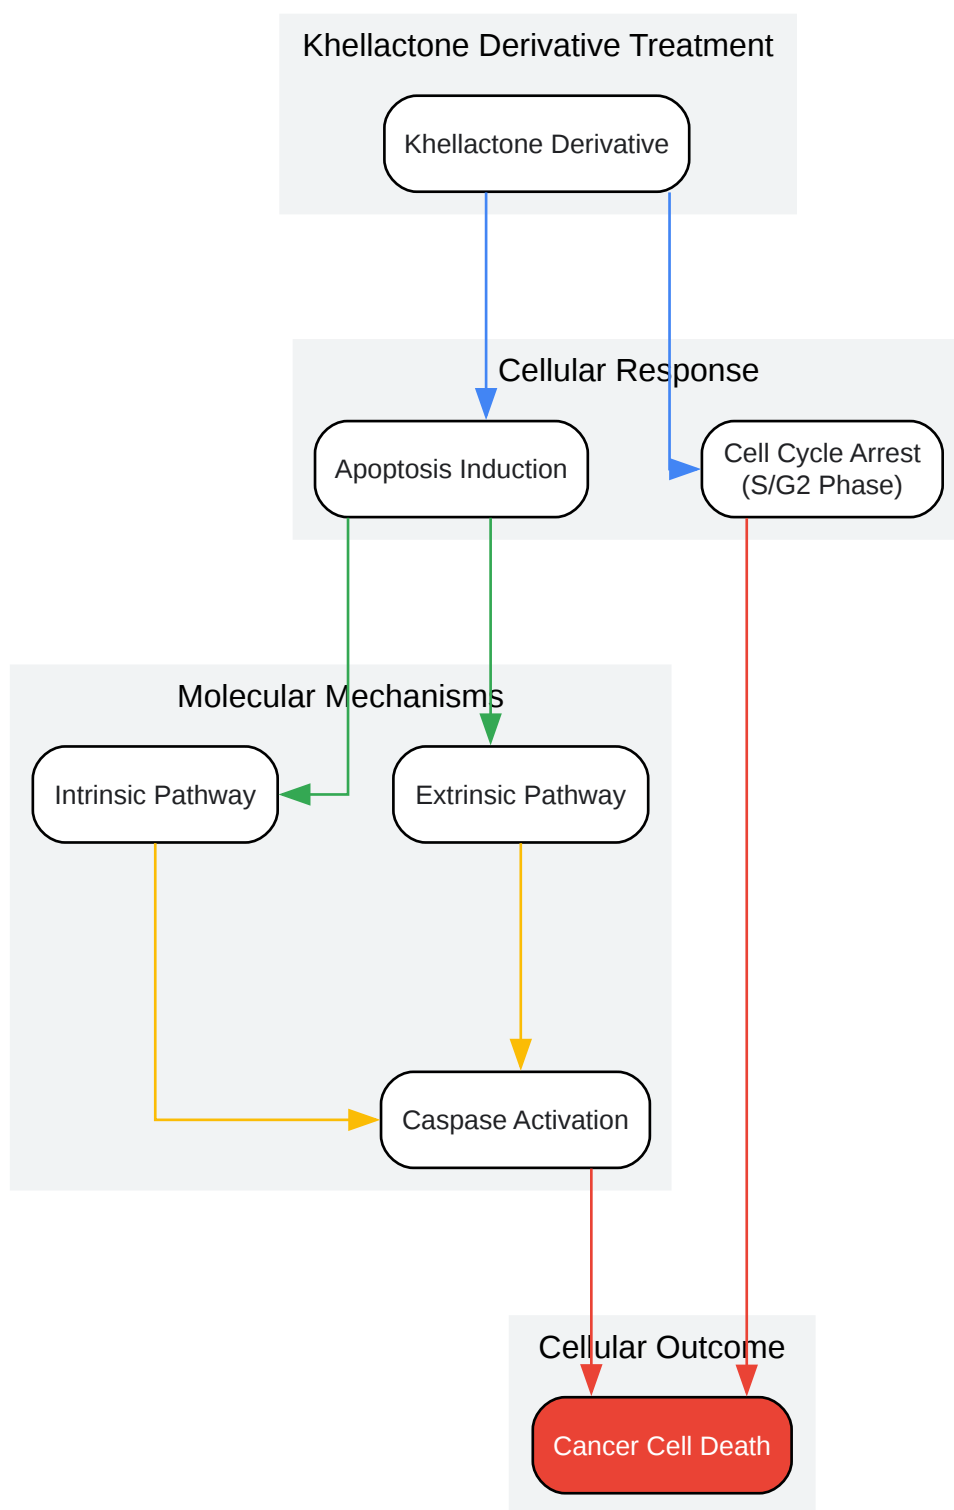 Khellactone Derivative Treatment
Khellactone Derivative
Cellular Response
Apoptosis Induction
Cell Cycle Arrest
(S/G2 Phase)
Molecular Mechanisms
Intrinsic Pathway
Extrinsic Pathway
Caspase Activation
Cellular Outcome
Cancer Cell Death